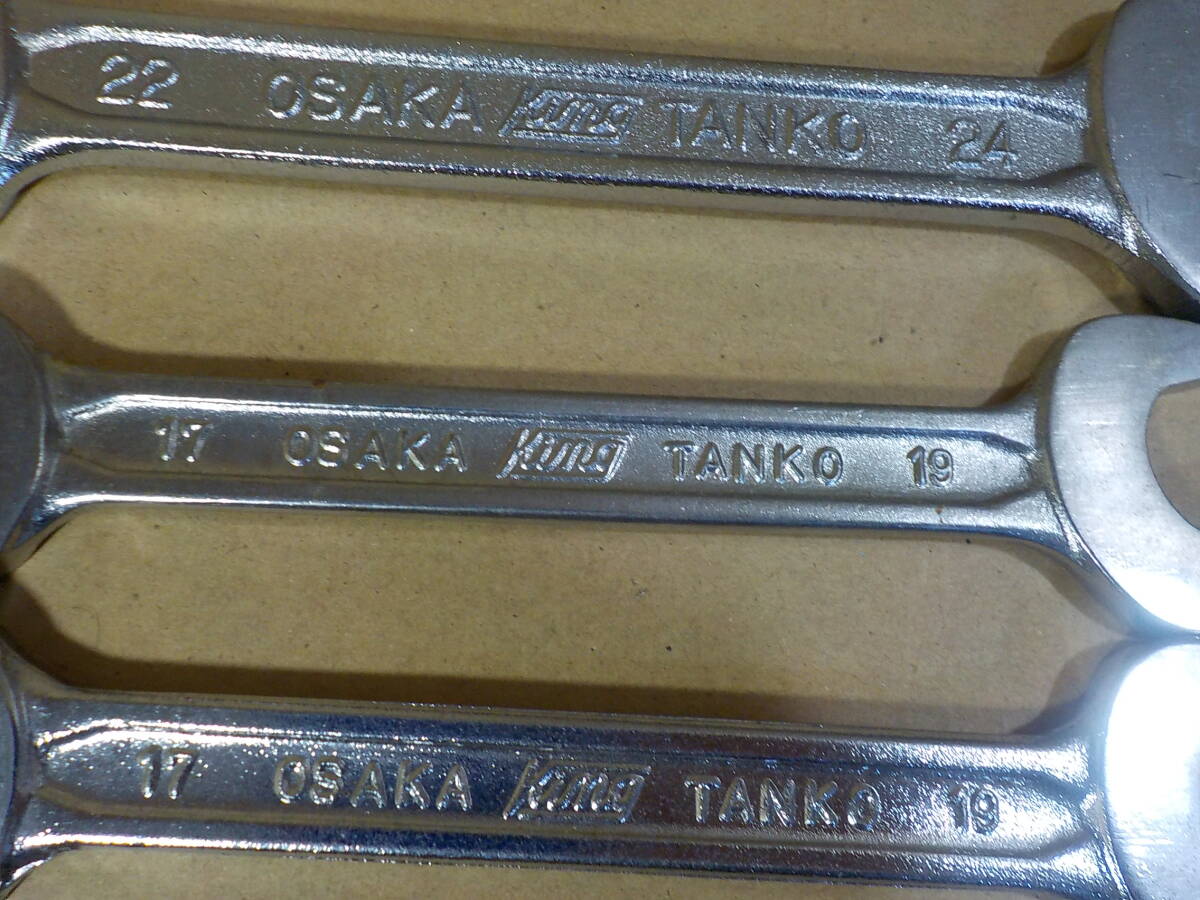 22 OSAKA King TANKO 24
17 OSAKA King TANKO 19
17 OSAKA King TANKO 19